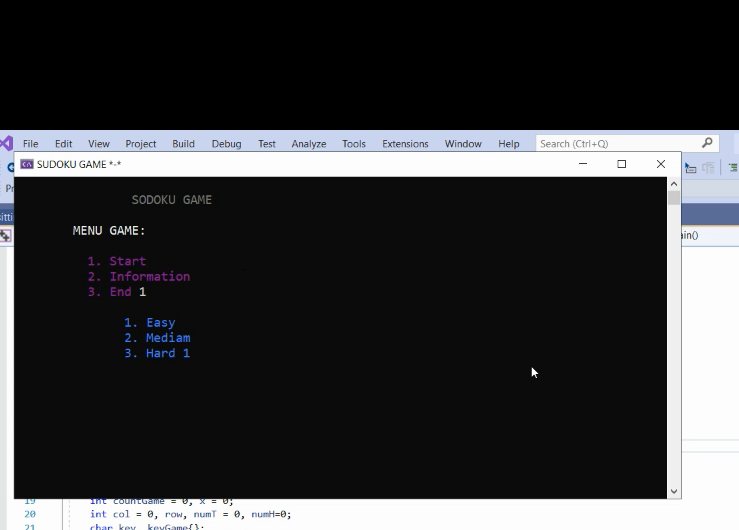 File Edit View Project Build Debug Test Analyze Tools Extensions Window Help Search (Ctrl+Q)
SUDOKU GAME *-*
SODOKU GAME
MENU GAME:
1. Start
2. Information
3. End 1
1. Easy
2. Mediam
3. Hard 1
19 int countGame = 0, x = 0;
20 int col = 0, row, numT = 0, numH=0;
21 char key, keyGame{};